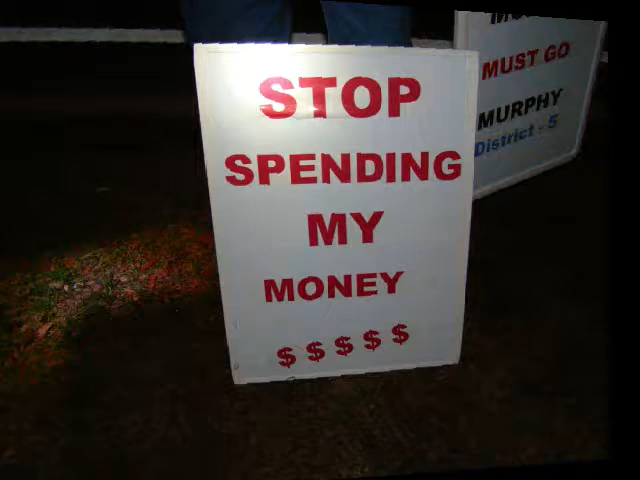 STOP
SPENDING
MY
MONEY
$ $ $ $ $
MUST GO
MURPHY
District - 5